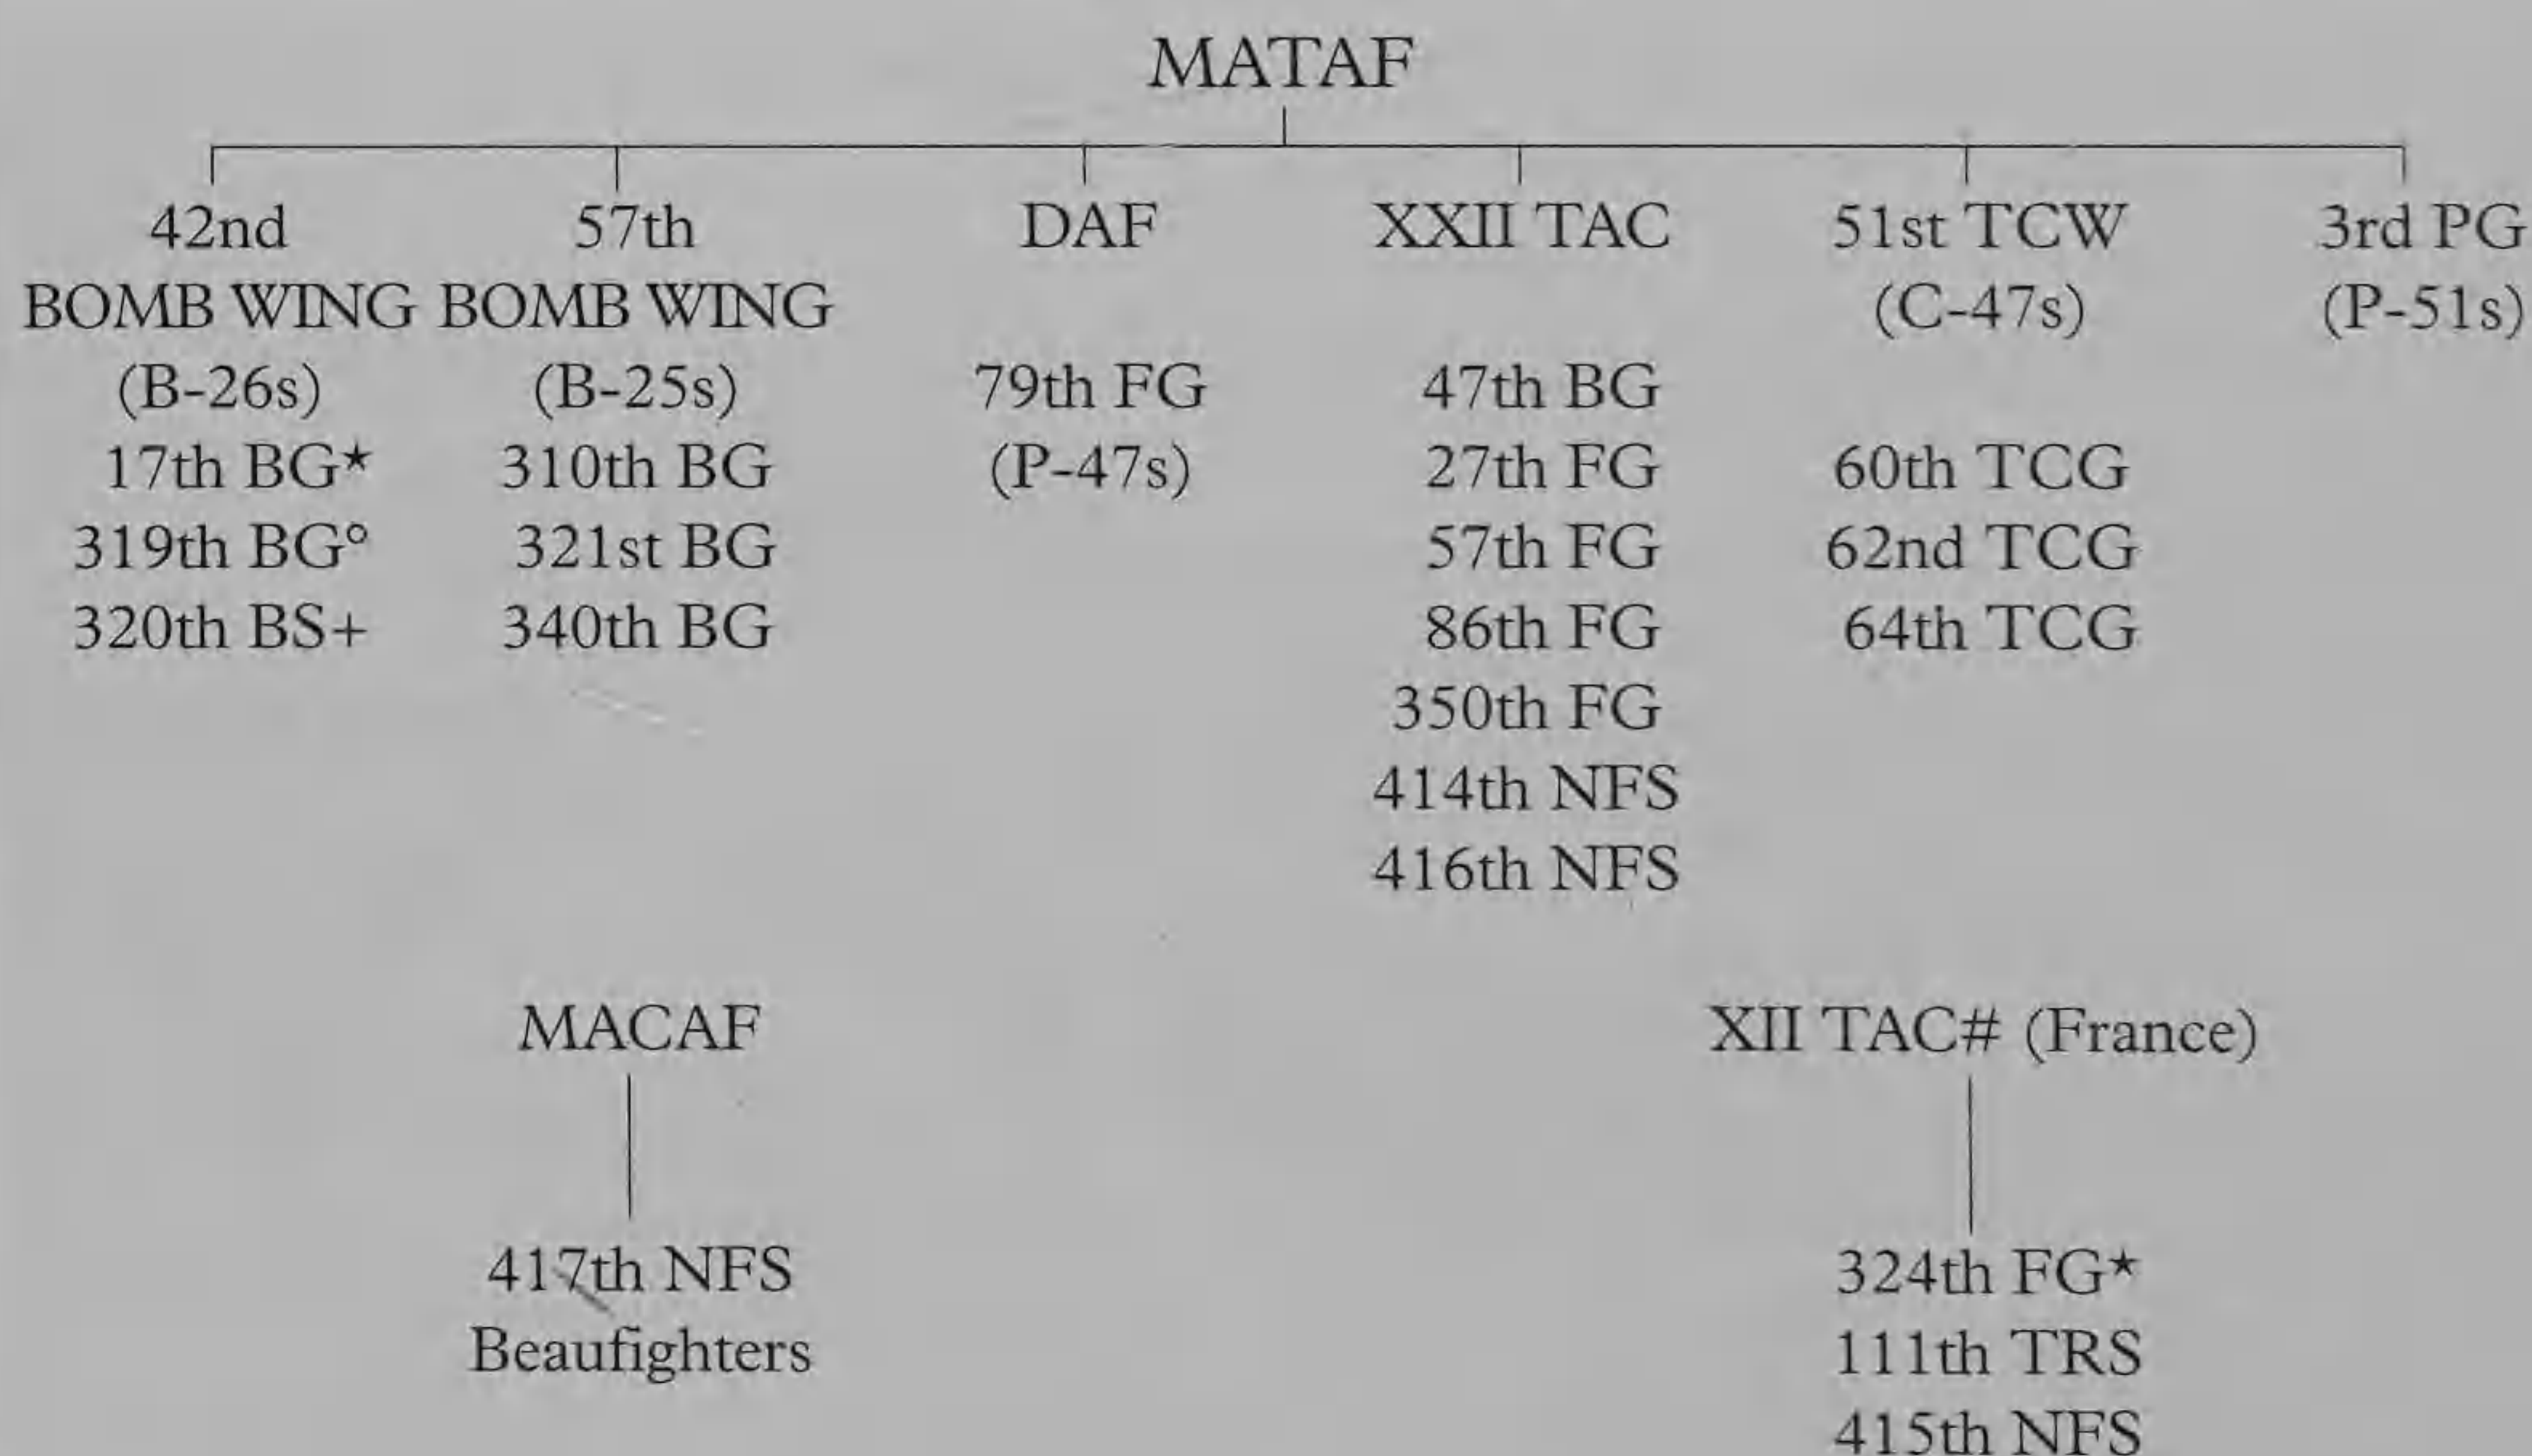 MATAF
42nd
BOMB WING
(B-26s)
17th BG★
319th BG°
320th BS+
57th
BOMB WING
(B-25s)
310th BG
321st BG
340th BG
DAF
79th FG
(P-47s)
XXII TAC
47th BG
27th FG
57th FG
86th FG
350th FG
414th NFS
416th NFS
51st TCW
(C-47s)
60th TCG
62nd TCG
64th TCG
3rd PG
(P-51s)
MACAF
417th NFS
Beaufighters
XII TAC# (France)
324th FG★
111th TRS
415th NFS